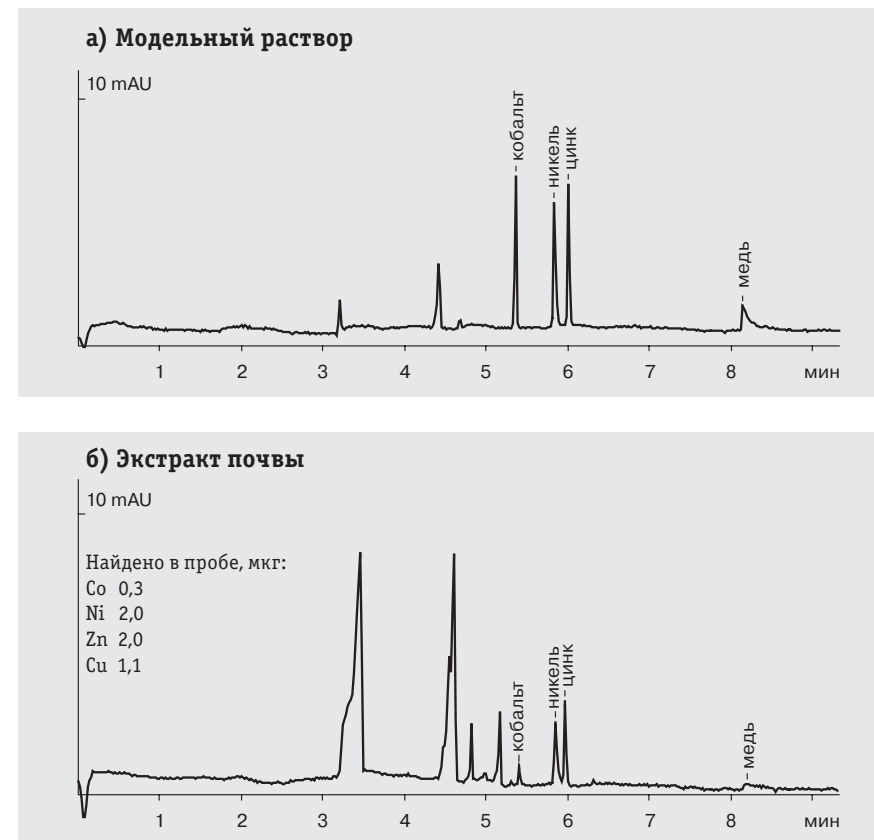 а) Модельный раствор
10 mAU
кобальт
никель
цинк
медь
1 2 3 4 5 6 7 8 мин
б) Экстракт почвы
10 mAU
Найдено в пробе, мкг:
Co 0,3
Ni 2,0
Zn 2,0
Cu 1,1
кобальт
никель
цинк
медь
1 2 3 4 5 6 7 8 мин